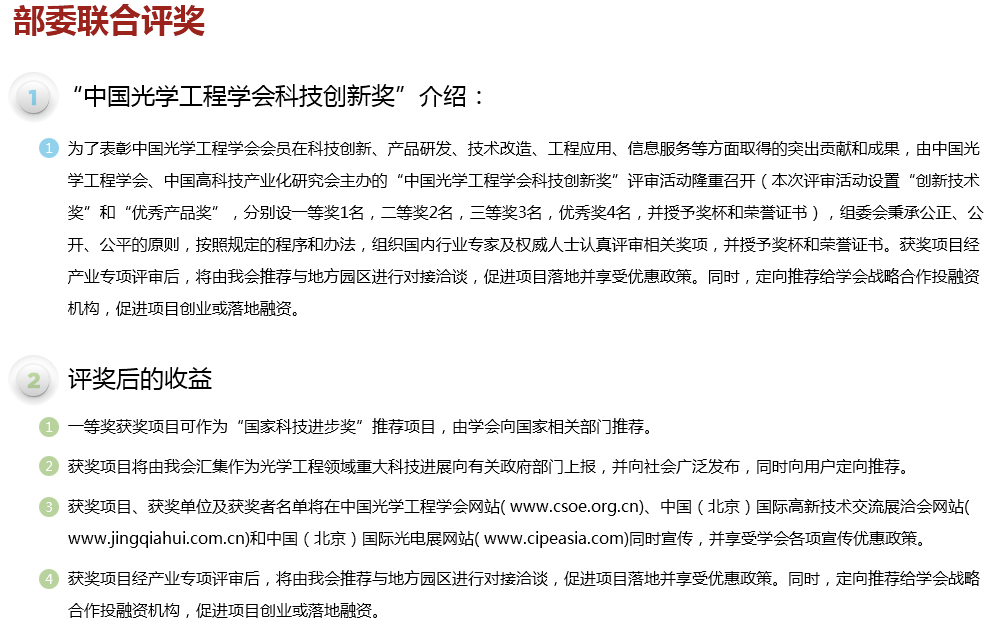 部委联合评奖
1 “中国光学工程学会科技创新奖”介绍：
1 为了表彰中国光学工程学会会员在科技创新、产品研发、技术改造、工程应用、信息服务等方面取得的突出贡献和成果，由中国光
学工程学会、中国高科技产业化研究会主办的“中国光学工程学会科技创新奖”评审活动隆重召开（本次评审活动设置“创新技术
奖”和“优秀产品奖”，分别设一等奖1名，二等奖2名，三等奖3名，优秀奖4名，并授予奖杯和荣誉证书），组委会秉承公正、公
开、公平的原则，按照规定的程序和办法，组织国内行业专家及权威人士认真评审相关奖项，并授予奖杯和荣誉证书。获奖项目经
产业专项评审后，将由我会推荐与地方园区进行对接洽谈，促进项目落地并享受优惠政策。同时，定向推荐给学会战略合作投融资
机构，促进项目创业或落地融资。
2 评奖后的收益
1 一等奖获奖项目可作为“国家科技进步奖”推荐项目，由学会向国家相关部门推荐。
2 获奖项目将由我会汇集作为光学工程领域重大科技进展向有关政府部门上报，并向社会广泛发布，同时向用户定向推荐。
3 获奖项目、获奖单位及获奖者名单将在中国光学工程学会网站( www.csoe.org.cn)、中国（北京）国际高新技术交流展洽会网站(
www.jingqiahui.com.cn)和中国（北京）国际光电展网站( www.cipeasia.com)同时宣传，并享受学会各项宣传优惠政策。
4 获奖项目经产业专项评审后，将由我会推荐与地方园区进行对接洽谈，促进项目落地并享受优惠政策。同时，定向推荐给学会战略
合作投融资机构，促进项目创业或落地融资。